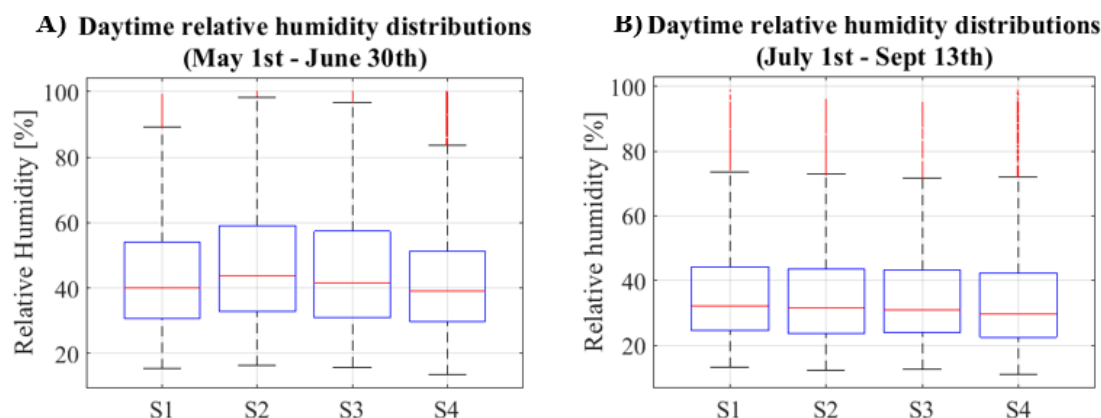 A) Daytime relative humidity distributions
(May 1st - June 30th)
Relative Humidity [%]
100
80
60
40
20
S1 S2 S3 S4
B) Daytime relative humidity distributions
(July 1st - Sept 13th)
Relative humidity [%]
100
80
60
40
20
S1 S2 S3 S4